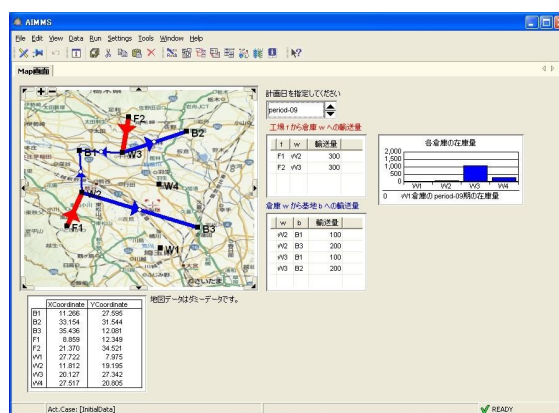 AIMMS
File Edit View Data Run Settings Tools Window Help
Map画面
計画日を指定してください
period-09
工場 f から倉庫 w への輸送量
f w 輸送量
F1 W2 300
F2 W3 300
倉庫 w から基地 b への輸送量
w b 輸送量
W2 B1 100
W2 B3 200
W3 B1 100
W3 B2 200
各倉庫の在庫量
2,000
1,500
1,000
500
0
W1 W2 W3 W4
0 W1倉庫の period-09期の在庫量
F2
B2
B1
W3
W4
W2
F1
B3
W1
さいたま
地図データはダミーデータです。
XCoordinate YCoordinate
B1 11.266 27.595
B2 33.154 31.544
B3 35.436 12.081
F1 8.859 12.349
F2 21.370 34.521
W1 27.722 7.975
W2 11.812 19.195
W3 20.127 27.342
W4 27.517 20.805
Act.Case: [InitialData]
READY